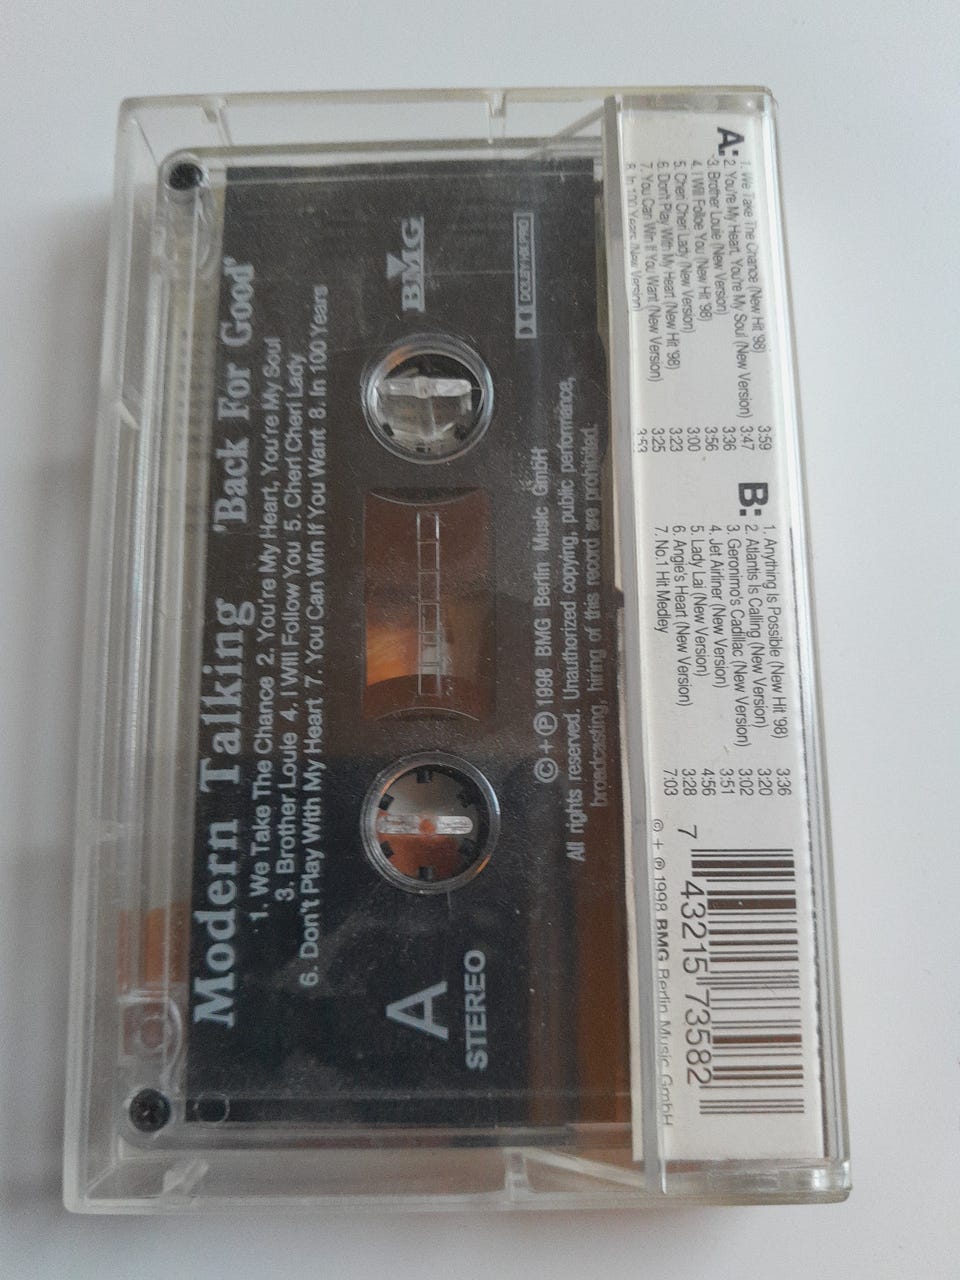 Modern Talking 'Back For Good'
1. We Take The Chance 2. You're My Heart, You're My Soul
3. Brother Louie 4. I Will Follow You 5. Cheri Cheri Lady
6. Don't Play With My Heart 7. You Can Win If You Want 8. In 100 Years
BMG
A
STEREO
DOLBY HX PRO
© + ℗ 1998 BMG Berlin Music GmbH
All rights reserved. Unauthorized copying, public performance,
broadcasting, hiring of this record are prohibited.
A:
1. We Take The Chance (New Hit '98) 3:59
2. You're My Heart, You're My Soul (New Version) 3:47
3. Brother Louie (New Version) 3:36
4. I Will Folloe You (New Hit '98) 3:56
5. Cheri Cheri Lady (New Version) 3:00
6. Don't Play With My Heart (New Hit '98) 3:23
7. You Can Win If You Want (New Version) 3:25
8. In 100 Years (New Version) 3:53
B:
1. Anything Is Possible (New Hit '98) 3:36
2. Atlantis Is Calling (New Version) 3:20
3. Geronimo's Cadillac (New Version) 3:02
4. Jet Airliner (New Version) 3:51
5. Lady Lai (New Version) 4:56
6. Angie's Heart (New Version) 3:28
7. No.1 Hit Medley 7:03
7 43215 73582
© + ℗ 1998 BMG Berlin Music GmbH